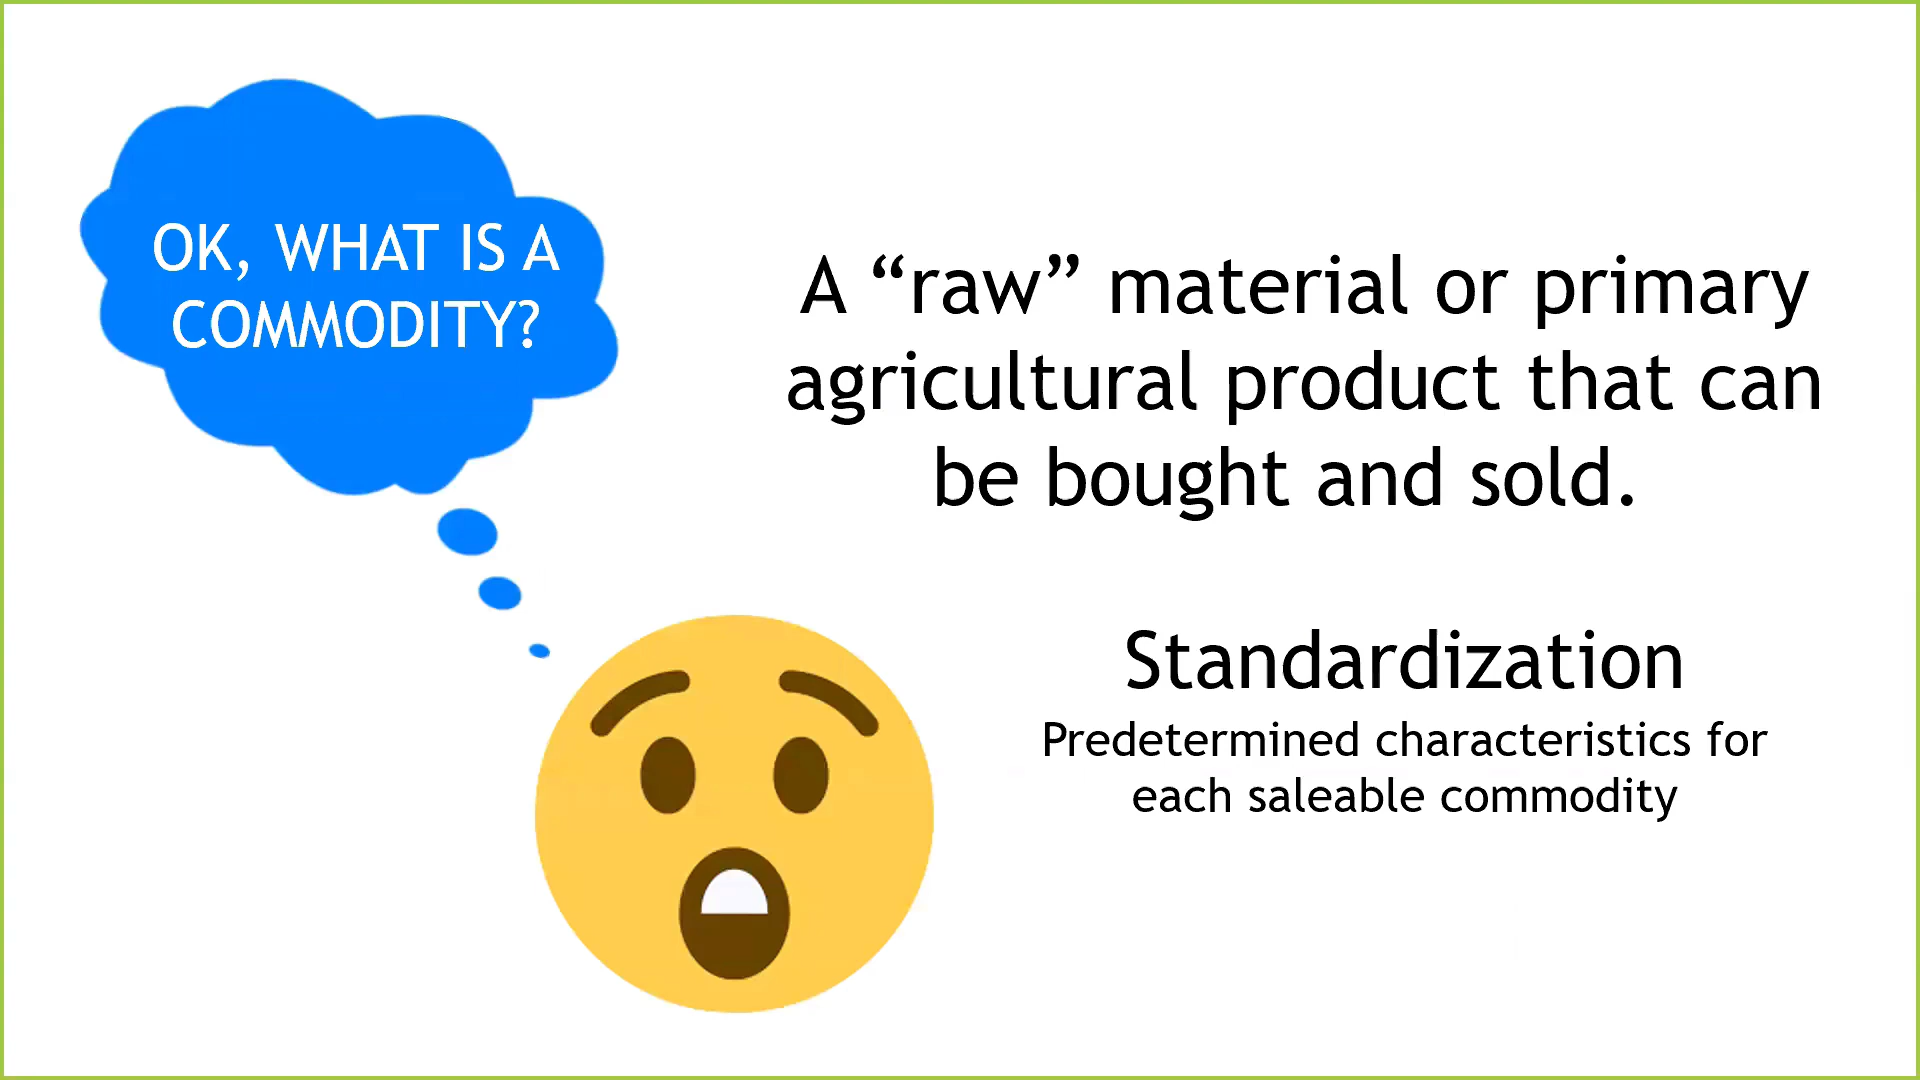 OK, WHAT IS A
COMMODITY?
A “raw” material or primary
agricultural product that can
be bought and sold.
Standardization
Predetermined characteristics for
each saleable commodity